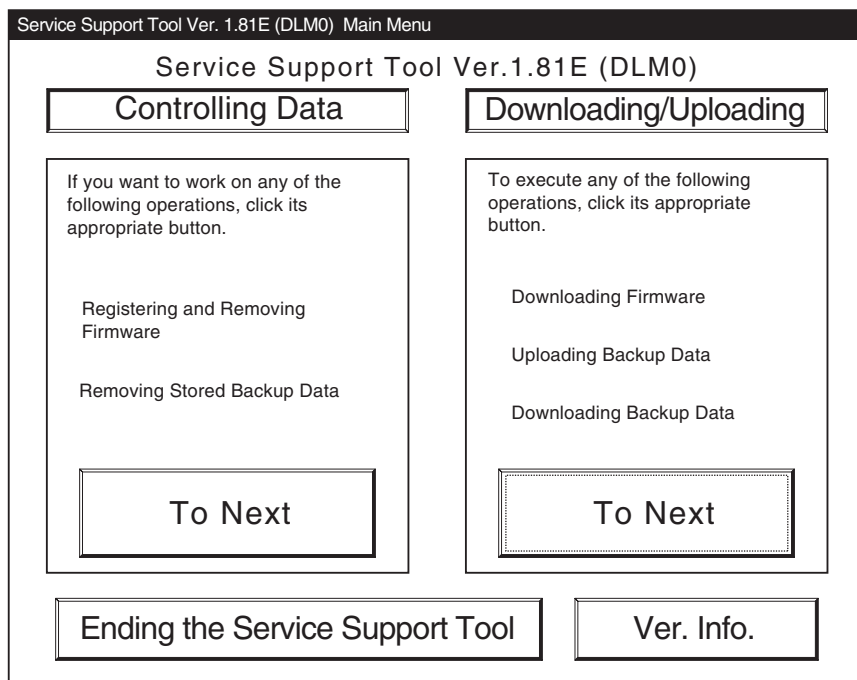 Service Support Tool Ver. 1.81E (DLM0) Main Menu
Service Support Tool Ver.1.81E (DLM0)
Controlling Data
If you want to work on any of the
following operations, click its
appropriate button.
Registering and Removing
Firmware
Removing Stored Backup Data
To Next
Downloading/Uploading
To execute any of the following
operations, click its appropriate
button.
Downloading Firmware
Uploading Backup Data
Downloading Backup Data
To Next
Ending the Service Support Tool
Ver. Info.